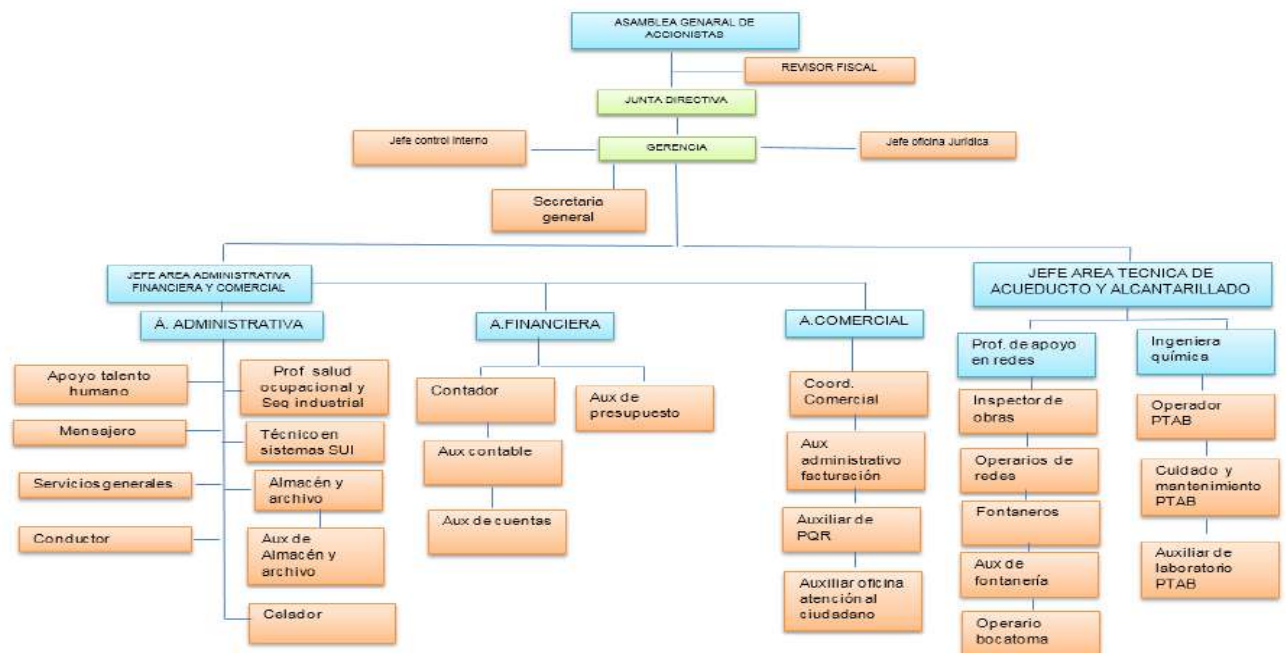 ASAMBLEA GENARAL DE
ACCIONISTAS
REVISOR FISCAL
JUNTA DIRECTIVA
Jefe control interno
GERENCIA
Jefe oficina Jurídica
Secretaria
general
JEFE AREA ADMINISTRATIVA
FINANCIERA Y COMERCIAL
JEFE AREA TECNICA DE
ACUEDUCTO Y ALCANTARILLADO
A. ADMINISTRATIVA
A.FINANCIERA
A.COMERCIAL
Prof. de apoyo
en redes
Ingeniera
química
Apoyo talento
humano
Prof salud
ocupacional y
Seg industrial
Contador
Aux de
presupuesto
Coord.
Comercial
Inspector de
obras
Operador
PTAB
Mensajero
Técnico en
sistemas SUI
Aux contable
Aux
administrativo
facturación
Operarios de
redes
Cuidado y
mantenimiento
PTAB
Servicios generales
Almacén y
archivo
Aux de cuentas
Auxiliar de
PQR
Fontaneros
Auxiliar de
laboratorio
PTAB
Conductor
Aux de
Almacén y
archivo
Auxiliar oficina
atención al
ciudadano
Aux de
fontanería
Celador
Operario
bocatoma